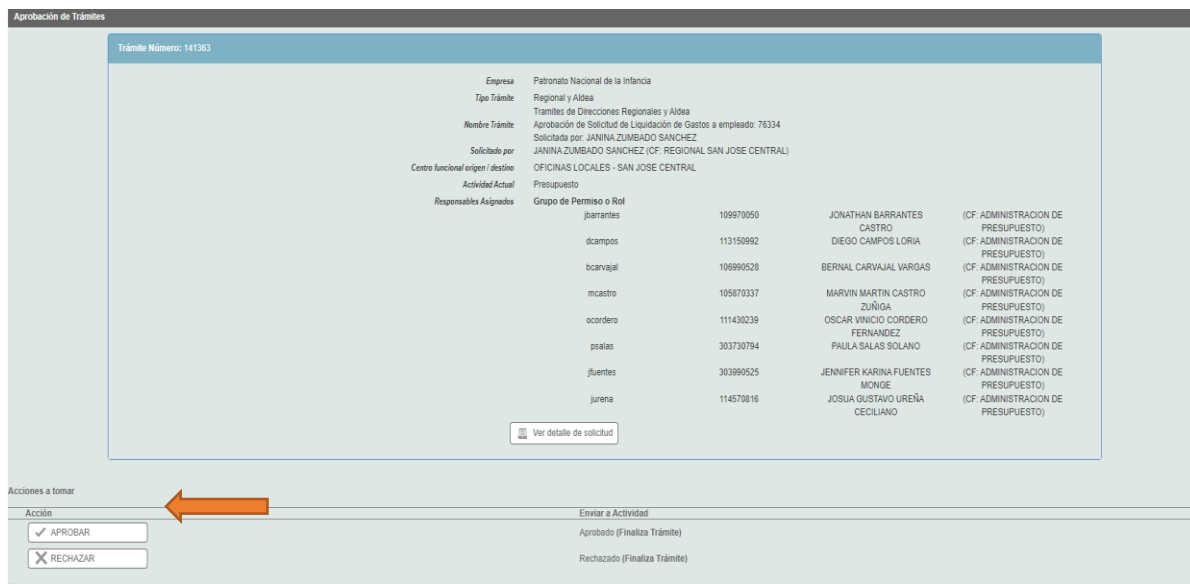 Aprobación de Trámites
Trámite Número: 141363
Empresa Patronato Nacional de la Infancia
Tipo Trámite Regional y Aldea
Tramites de Direcciones Regionales y Aldea
Nombre Trámite Aprobación de Solicitud de Liquidación de Gastos a empleado: 76334
Solicitada por: JANINA ZUMBADO SANCHEZ
Solicitado por JANINA ZUMBADO SANCHEZ (CF: REGIONAL SAN JOSE CENTRAL)
Centro funcional origen / destino OFICINAS LOCALES - SAN JOSE CENTRAL
Actividad Actual Presupuesto
Responsables Asignados Grupo de Permiso o Rol
jbarrantes 109970050 JONATHAN BARRANTES (CF: ADMINISTRACION DE
CASTRO PRESUPUESTO)
dcampos 113150992 DIEGO CAMPOS LORIA (CF: ADMINISTRACION DE
PRESUPUESTO)
bcarvajal 106990528 BERNAL CARVAJAL VARGAS (CF: ADMINISTRACION DE
PRESUPUESTO)
mcastro 105870337 MARVIN MARTIN CASTRO (CF: ADMINISTRACION DE
ZUÑIGA PRESUPUESTO)
ocordero 111430239 OSCAR VINICIO CORDERO (CF: ADMINISTRACION DE
FERNANDEZ PRESUPUESTO)
psalas 303730794 PAULA SALAS SOLANO (CF: ADMINISTRACION DE
PRESUPUESTO)
jfuentes 303990525 JENNIFER KARINA FUENTES (CF: ADMINISTRACION DE
MONGE PRESUPUESTO)
jurena 114570816 JOSUA GUSTAVO UREÑA (CF: ADMINISTRACION DE
CECILIANO PRESUPUESTO)
Ver detalle de solicitud
Acciones a tomar
Acción Enviar a Actividad
APROBAR Aprobado (Finaliza Trámite)
RECHAZAR Rechazado (Finaliza Trámite)